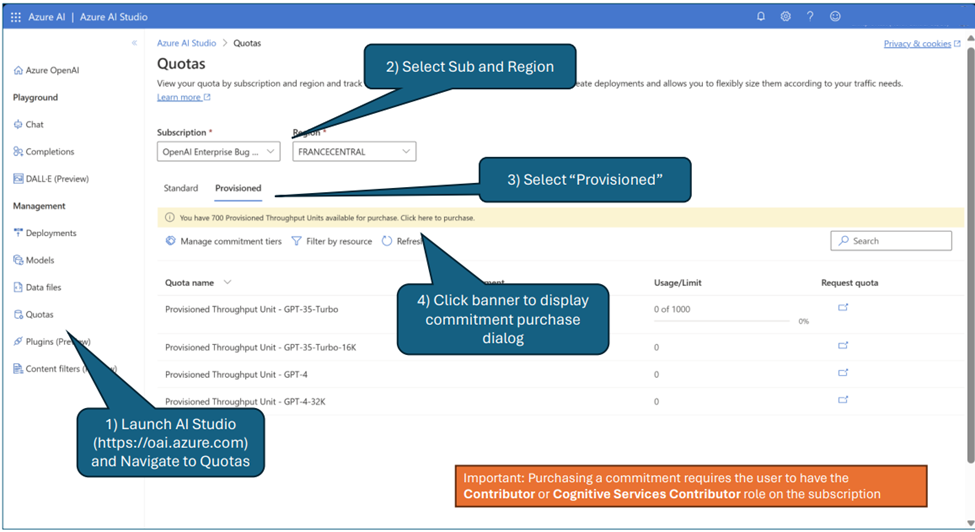 Azure AI | Azure AI Studio
Azure AI Studio > Quotas
Privacy & cookies
Quotas
View your quota by subscription and region and track
eate deployments and allows you to flexibly size them according to your traffic needs.
Learn more
2) Select Sub and Region
Azure OpenAI
Playground
Chat
Completions
DALL·E (Preview)
Management
Deployments
Models
Data files
Quotas
Plugins (Pre w)
Content filters ( w)
Subscription *
Region *
OpenAI Enterprise Bug ...
FRANCECENTRAL
Standard
Provisioned
3) Select “Provisioned”
You have 700 Provisioned Throughput Units available for purchase. Click here to purchase.
Manage commitment tiers
Filter by resource
Refres
Search
Quota name
Usage/Limit
Request quota
Provisioned Throughput Unit - GPT-35-Turbo
0 of 1000
0%
Provisioned Throughput Unit - GPT-35-Turbo-16K
0
Provisioned Throughput Unit - GPT-4
0
Provisioned Throughput Unit - GPT-4-32K
0
4) Click banner to display
commitment purchase
dialog
1) Launch AI Studio
(https://oai.azure.com)
and Navigate to Quotas
Important: Purchasing a commitment requires the user to have the
Contributor or Cognitive Services Contributor role on the subscription